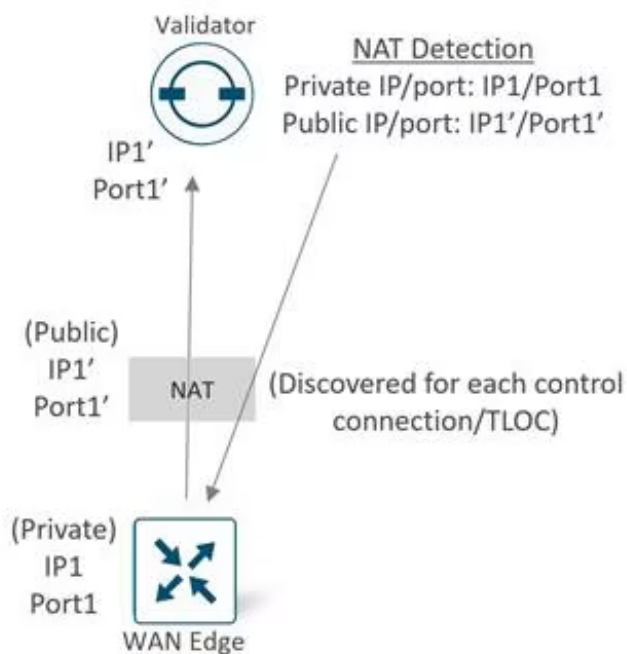 Validator
NAT Detection
Private IP/port: IP1/Port1
Public IP/port: IP1’/Port1’
IP1’
Port1’
(Public)
IP1’
Port1’
NAT
(Discovered for each control
connection/TLOC)
(Private)
IP1
Port1
WAN Edge